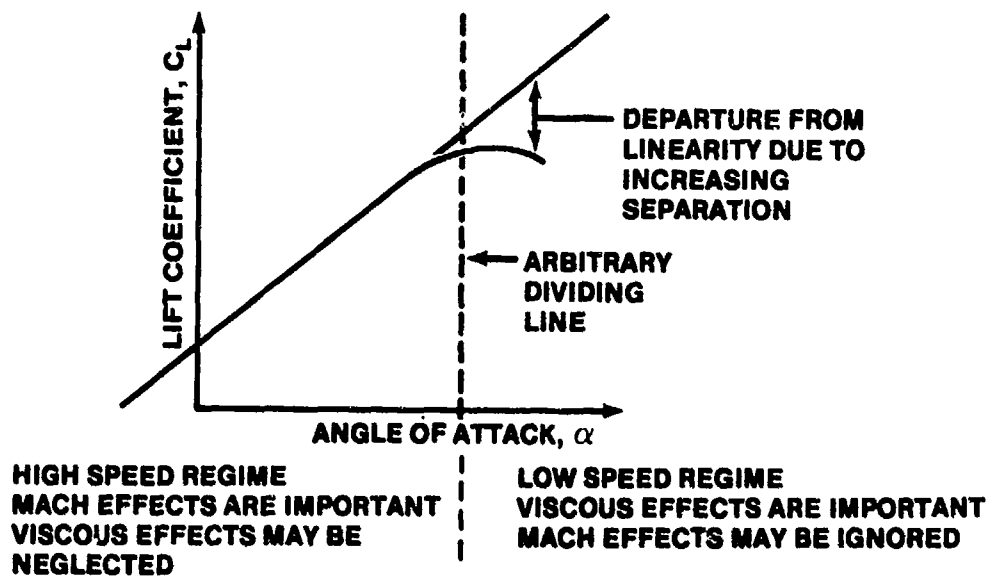 LIFT COEFFICIENT, CL
DEPARTURE FROM
LINEARITY DUE TO
INCREASING
SEPARATION
ARBITRARY
DIVIDING
LINE
ANGLE OF ATTACK, α
HIGH SPEED REGIME
MACH EFFECTS ARE IMPORTANT
VISCOUS EFFECTS MAY BE
NEGLECTED
LOW SPEED REGIME
VISCOUS EFFECTS ARE IMPORTANT
MACH EFFECTS MAY BE IGNORED